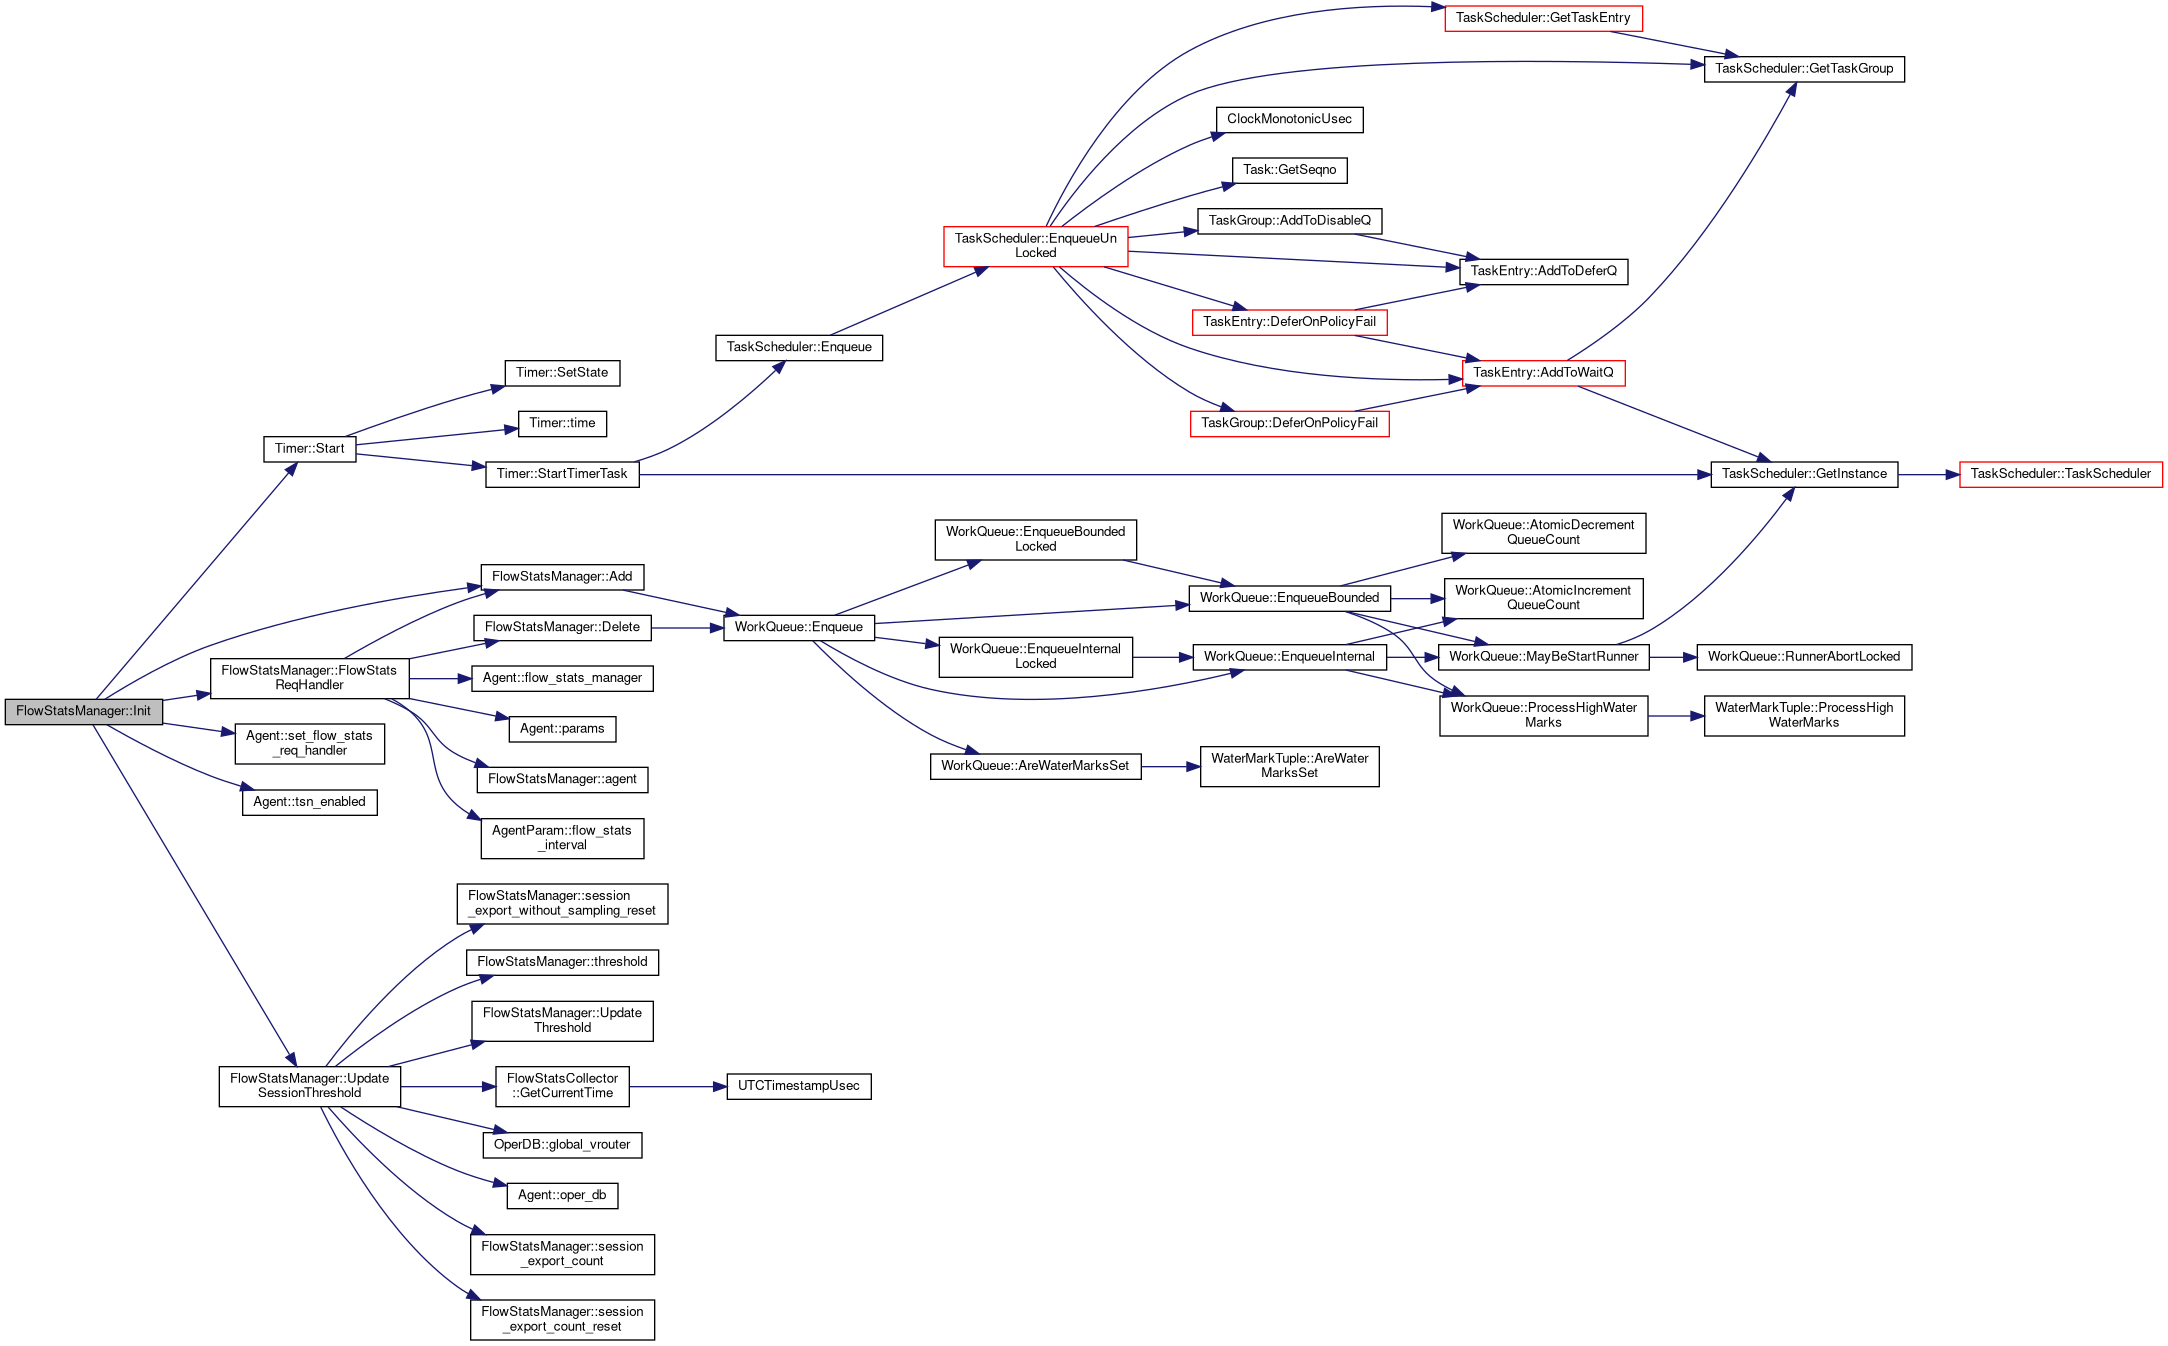 TaskScheduler::GetTaskEntry
TaskScheduler::GetTaskGroup
ClockMonotonicUsec
Task::GetSeqno
TaskGroup::AddToDisableQ
TaskScheduler::EnqueueUn
Locked
TaskEntry::AddToDeferQ
TaskEntry::DeferOnPolicyFail
TaskScheduler::Enqueue
Timer::SetState
TaskEntry::AddToWaitQ
Timer::time
TaskGroup::DeferOnPolicyFail
Timer::Start
Timer::StartTimerTask
TaskScheduler::GetInstance
TaskScheduler::TaskScheduler
WorkQueue::EnqueueBounded
Locked
WorkQueue::AtomicDecrement
QueueCount
FlowStatsManager::Add
WorkQueue::EnqueueBounded
WorkQueue::AtomicIncrement
QueueCount
FlowStatsManager::Delete
WorkQueue::Enqueue
WorkQueue::EnqueueInternal
Locked
WorkQueue::EnqueueInternal
WorkQueue::MayBeStartRunner
WorkQueue::RunnerAbortLocked
FlowStatsManager::FlowStats
ReqHandler
Agent::flow_stats_manager
FlowStatsManager::Init
Agent::params
WorkQueue::ProcessHighWater
Marks
WaterMarkTuple::ProcessHigh
WaterMarks
Agent::set_flow_stats
_req_handler
FlowStatsManager::agent
WorkQueue::AreWaterMarksSet
WaterMarkTuple::AreWater
MarksSet
Agent::tsn_enabled
AgentParam::flow_stats
_interval
FlowStatsManager::session
_export_without_sampling_reset
FlowStatsManager::threshold
FlowStatsManager::Update
Threshold
FlowStatsManager::Update
SessionThreshold
FlowStatsCollector
::GetCurrentTime
UTCTimestampUsec
OperDB::global_vrouter
Agent::oper_db
FlowStatsManager::session
_export_count
FlowStatsManager::session
_export_count_reset